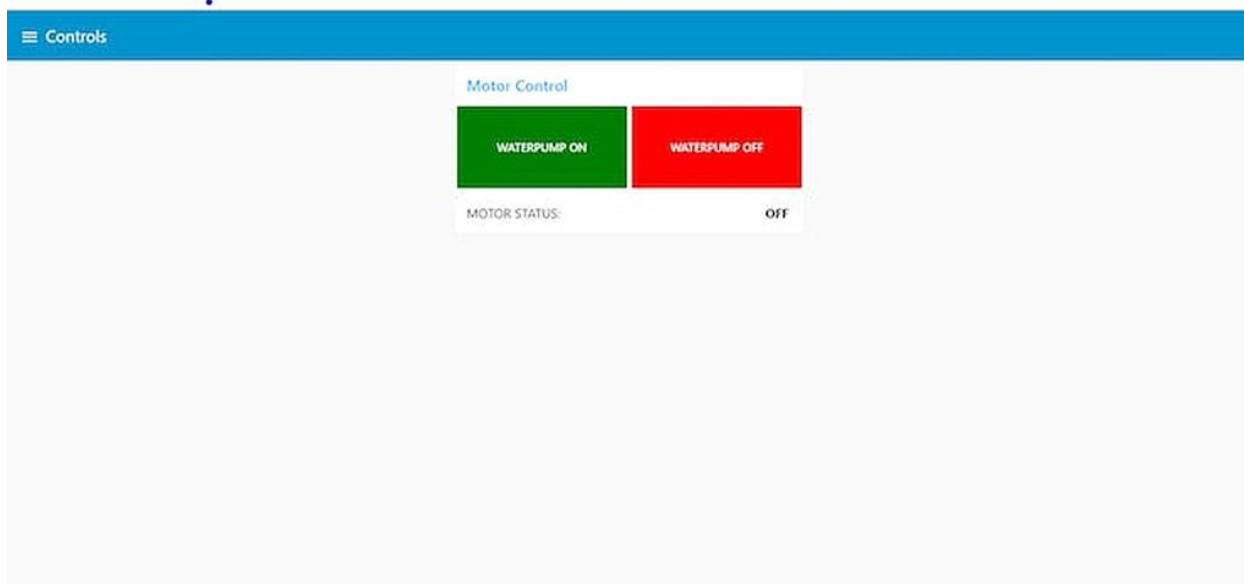 Controls
Motor Control
WATERPUMP ON
WATERPUMP OFF
MOTOR STATUS: OFF